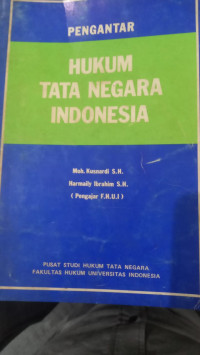 PENGANTAR
HUKUM
TATA NEGARA
INDONESIA
Moh. Kusnardi S.H.
Harmaily Ibrahim S.H.
( Pengajar F.H.U.I )
PUSAT STUDI HUKUM TATA NEGARA
FAKULTAS HUKUM UNIVERSITAS INDONESIA